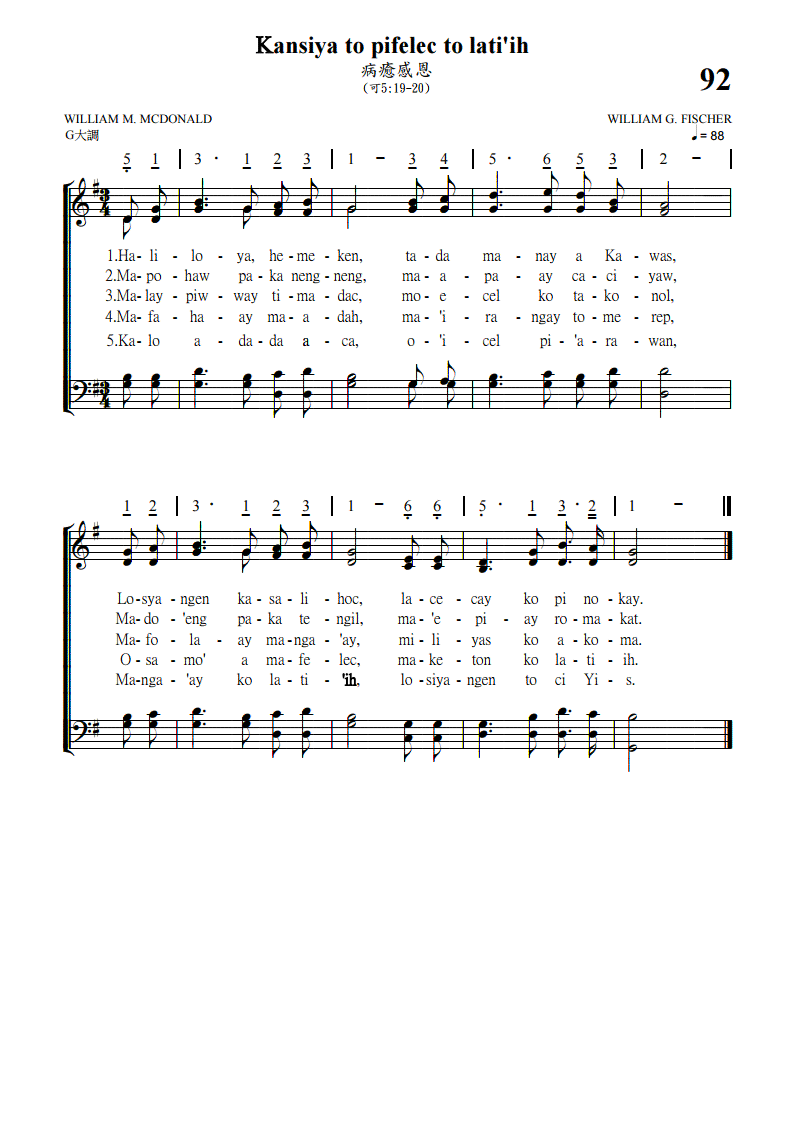 Kansiya to pifelec to lati'ih
病癒感恩
(可5:19-20)
92
WILLIAM M. MCDONALD
WILLIAM G. FISCHER
G大調
♩ = 88
5 1 | 3 · 1 2 3 | 1 – 3 4 | 5 · 6 5 3 | 2 – |
1.Ha- li - lo - ya, he- me - ken, ta - da ma - nay a Ka - was,
2.Ma- po - haw pa - ka neng - neng, ma - a - pa - ay ca - ci - yaw,
3.Ma- lay - piw - way ti - ma - dac, mo - e - cel ko ta - ko - nol,
4.Ma - fa - ha - ay ma - a - dah, ma - 'i - ra - ngay to - me - rep,
5.Ka- lo a - da - da a - ca, o - 'i - cel pi - 'a - ra - wan,
1 2 | 3 · 1 2 3 | 1 – 6 6 | 5 · 1 3 · 2 | 1 –
Lo-sya - ngen ka - sa - li - hoc, la - ce - cay ko pi no - kay.
Ma-do - 'eng pa - ka te - ngil, ma - 'e - pi - ay ro - ma - kat.
Ma- fo - la - ay ma-nga - 'ay, mi - li - yas ko a - ko - ma.
O - sa - mo' a ma - fe - lec, ma - ke - ton ko la - ti - ih.
Ma-nga - 'ay ko la - ti - 'ih, lo -siya - ngen to ci Yi - s.